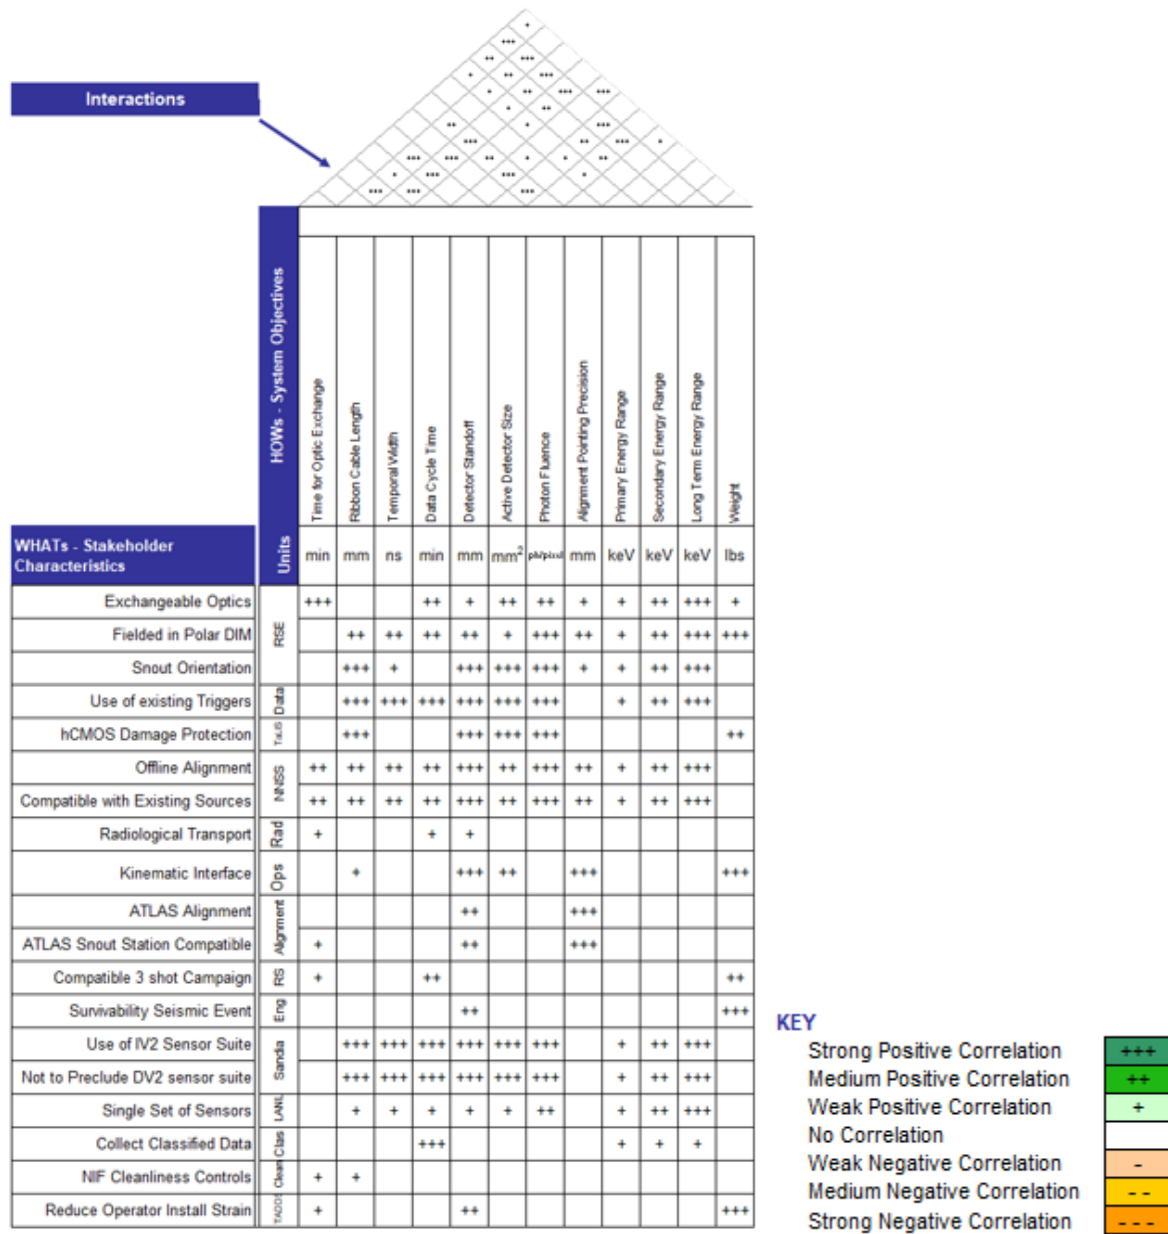 Interactions
HOWs - System Objectives
Time for Optic Exchange
Ribbon Cable Length
Temporal Width
Data Cycle Time
Detector Standoff
Active Detector Size
Photon Fluence
Alignment Pointing Precision
Primary Energy Range
Secondary Energy Range
Long Term Energy Range
Weight
WHATs - Stakeholder
Characteristics
Units
min mm ns min mm mm² ph/pixel mm keV keV keV lbs
Exchangeable Optics +++ ++ + ++ ++ + + ++ +++ +
RSE
Fielded in Polar DIM ++ ++ ++ ++ + +++ ++ + ++ +++ +++
Snout Orientation +++ + +++ +++ +++ + + ++ +++
Use of existing Triggers Data +++ +++ +++ +++ +++ +++ + ++ +++
hCMOS Damage Protection +++ +++ +++ +++ ++
Offline Alignment ++ ++ ++ ++ +++ ++ +++ ++ + ++ +++
NNSS
Compatible with Existing Sources ++ ++ ++ ++ +++ ++ +++ ++ + ++ +++
Radiological Transport Rad + + +
Kinematic Interface Ops + +++ ++ +++ +++
ATLAS Alignment ++ +++
Alignment
ATLAS Snout Station Compatible + ++ +++
Compatible 3 shot Campaign RS + ++ ++
Survivability Seismic Event Eng ++ +++
Use of IV2 Sensor Suite +++ +++ +++ +++ +++ +++ + ++ +++
Sandia
Not to Preclude DV2 sensor suite +++ +++ +++ +++ +++ +++ + ++ +++
Single Set of Sensors LANL + + + + + ++ + ++ +++
Collect Classified Data Clas +++ + + +
NIF Cleanliness Controls Clean + +
Reduce Operator Install Strain + ++ +++
KEY
Strong Positive Correlation +++
Medium Positive Correlation ++
Weak Positive Correlation +
No Correlation
Weak Negative Correlation -
Medium Negative Correlation --
Strong Negative Correlation ---